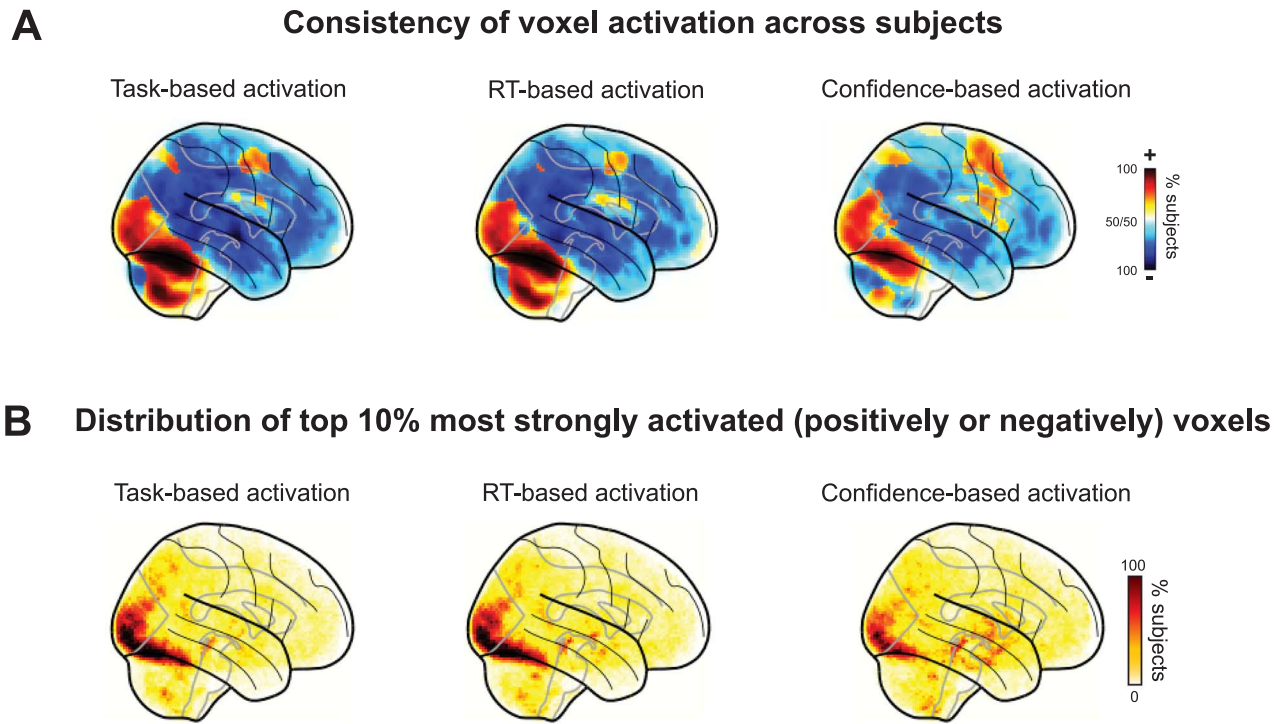 A
Consistency of voxel activation across subjects
Task-based activation
RT-based activation
Confidence-based activation
+
100
50/50
100
-
% subjects
B
Distribution of top 10% most strongly activated (positively or negatively) voxels
Task-based activation
RT-based activation
Confidence-based activation
100
0
% subjects